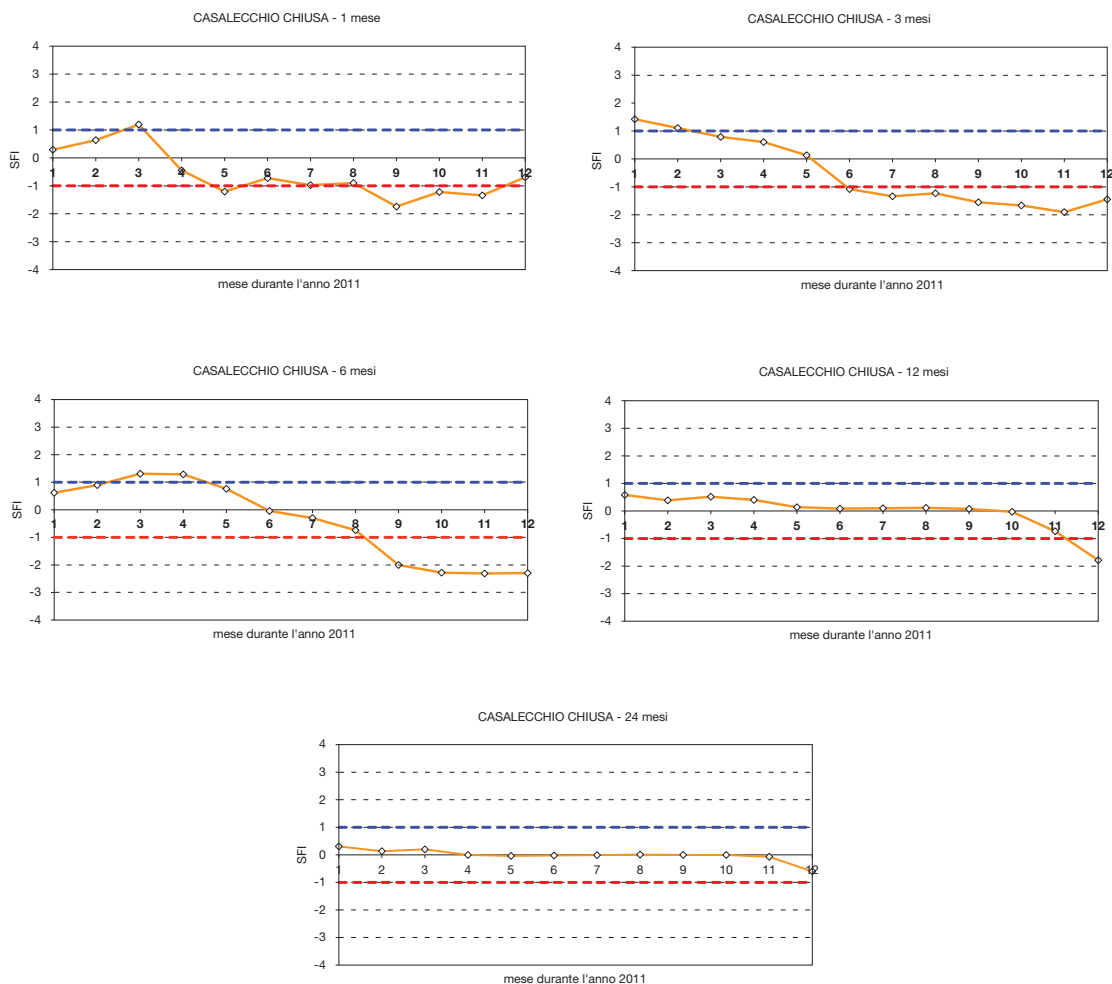 CASALECCHIO CHIUSA - 1 mese
4
3
2
1
0
-1
-2
-3
-4
SFI
1 2 3 4 5 6 7 8 9 10 11 12
mese durante l'anno 2011
CASALECCHIO CHIUSA - 3 mesi
4
3
2
1
0
-1
-2
-3
-4
SFI
1 2 3 4 5 6 7 8 9 10 11 12
mese durante l'anno 2011
CASALECCHIO CHIUSA - 6 mesi
4
3
2
1
0
-1
-2
-3
-4
SFI
1 2 3 4 5 6 7 8 9 10 11 12
mese durante l'anno 2011
CASALECCHIO CHIUSA - 12 mesi
4
3
2
1
0
-1
-2
-3
-4
SFI
1 2 3 4 5 6 7 8 9 10 11 12
mese durante l'anno 2011
CASALECCHIO CHIUSA - 24 mesi
4
3
2
1
0
-1
-2
-3
-4
SFI
1 2 3 4 5 6 7 8 9 10 11 12
mese durante l'anno 2011